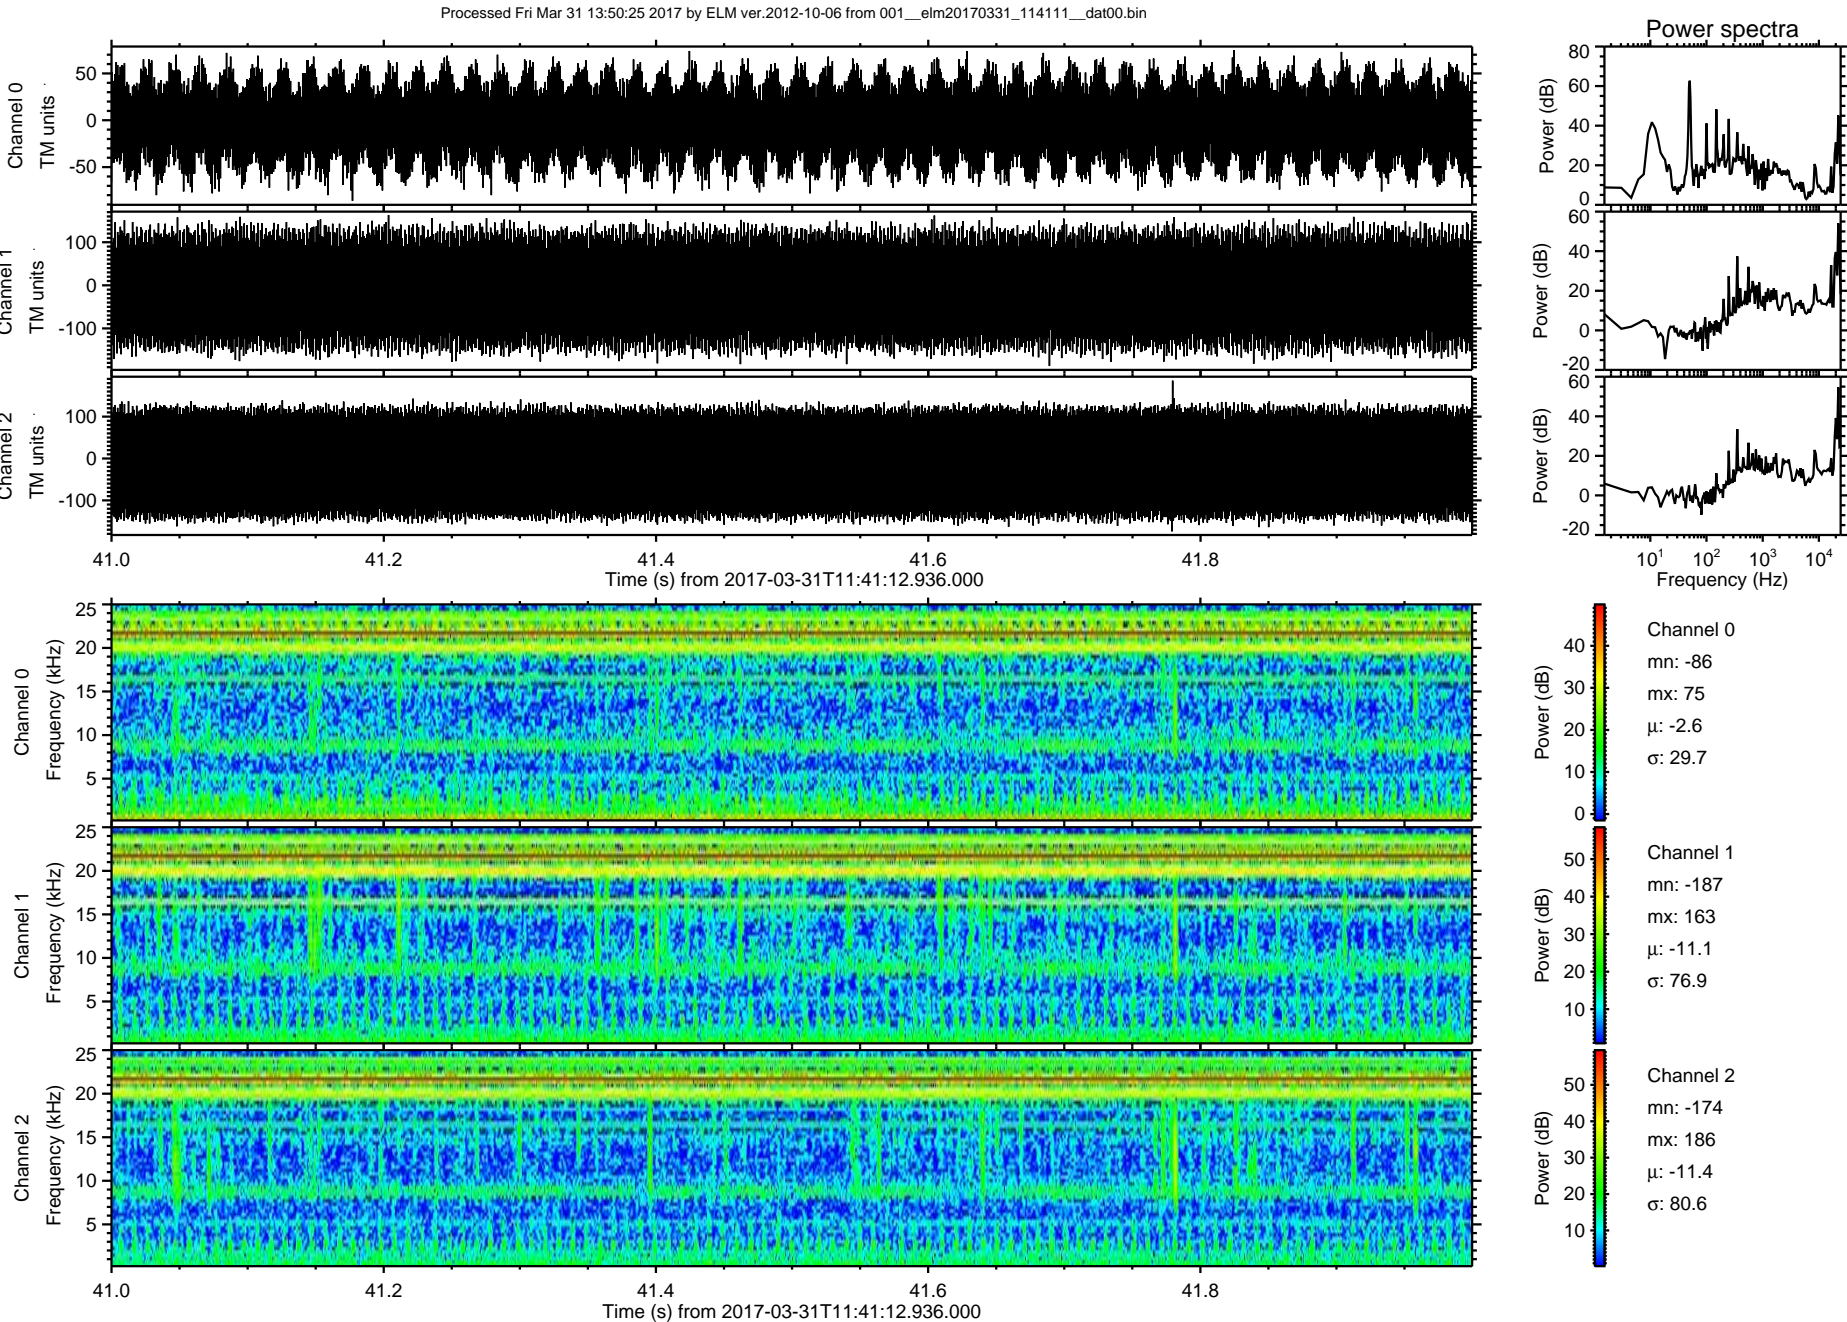 Processed Fri Mar 31 13:50:25 2017 by ELM ver.2012-10-06 from 001__elm20170331_114111__dat00.bin
Power spectra
Channel 0
TM units
50
0
-50
Power (dB)
80
60
40
20
0
Channel 1
TM units
100
0
-100
Power (dB)
60
40
20
0
-20
Channel 2
TM units
100
0
-100
Power (dB)
60
40
20
0
-20
41.0 41.2 41.4 41.6 41.8
Time (s) from 2017-03-31T11:41:12.936.000
10¹ 10² 10³ 10⁴
Frequency (Hz)
Channel 0
Frequency (kHz)
25
20
15
10
5
Power (dB)
40
30
20
10
0
Channel 0
mn: -86
mx: 75
μ: -2.6
σ: 29.7
Channel 1
Frequency (kHz)
25
20
15
10
5
Power (dB)
50
40
30
20
10
Channel 1
mn: -187
mx: 163
μ: -11.1
σ: 76.9
Channel 2
Frequency (kHz)
25
20
15
10
5
Power (dB)
50
40
30
20
10
Channel 2
mn: -174
mx: 186
μ: -11.4
σ: 80.6
41.0 41.2 41.4 41.6 41.8
Time (s) from 2017-03-31T11:41:12.936.000